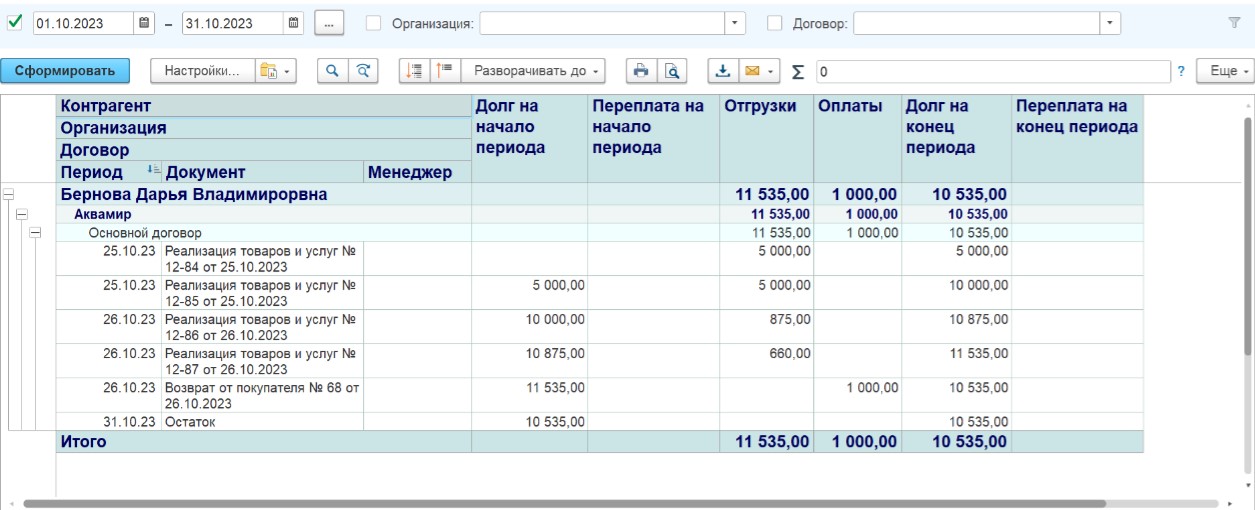 01.10.2023 – 31.10.2023 ... Организация: Договор:
Сформировать Настройки... Разворачивать до Σ 0 ? Еще
Контрагент Долг на начало периода Переплата на начало периода Отгрузки Оплаты Долг на конец периода Переплата на конец периода
Организация
Договор
Период Документ Менеджер
Бернова Дарья Владимирорвна 11 535,00 1 000,00 10 535,00
Аквамир 11 535,00 1 000,00 10 535,00
Основной договор 11 535,00 1 000,00 10 535,00
25.10.23 Реализация товаров и услуг № 5 000,00 5 000,00
12-84 от 25.10.2023
25.10.23 Реализация товаров и услуг № 5 000,00 5 000,00 10 000,00
12-85 от 25.10.2023
26.10.23 Реализация товаров и услуг № 10 000,00 875,00 10 875,00
12-86 от 26.10.2023
26.10.23 Реализация товаров и услуг № 10 875,00 660,00 11 535,00
12-87 от 26.10.2023
26.10.23 Возврат от покупателя № 68 от 11 535,00 1 000,00 10 535,00
26.10.2023
31.10.23 Остаток 10 535,00 10 535,00
Итого 11 535,00 1 000,00 10 535,00